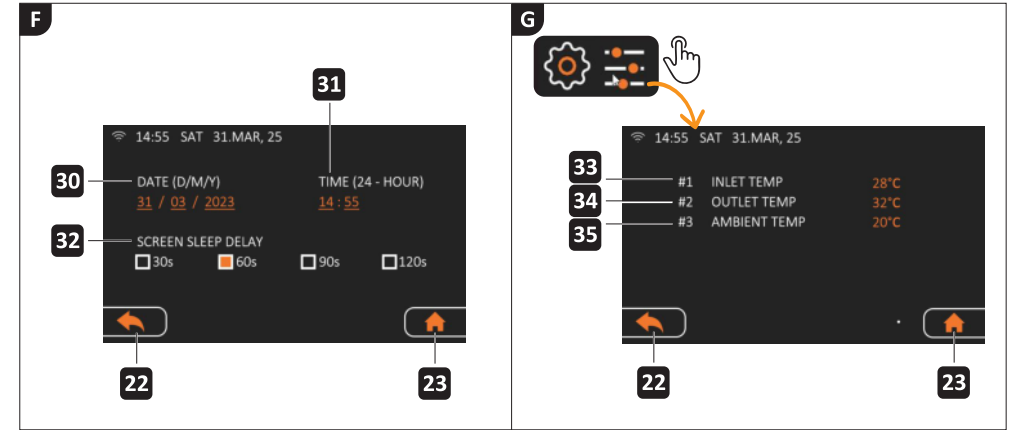 F
31
14:55 SAT 31.MAR, 25
30
DATE (D/M/Y)
TIME (24 - HOUR)
31 / 03 / 2023
14 : 55
32
SCREEN SLEEP DELAY
30s
60s
90s
120s
22
23
G
14:55 SAT 31.MAR, 25
33
#1 INLET TEMP 28°C
34
#2 OUTLET TEMP 32°C
35
#3 AMBIENT TEMP 20°C
22
23